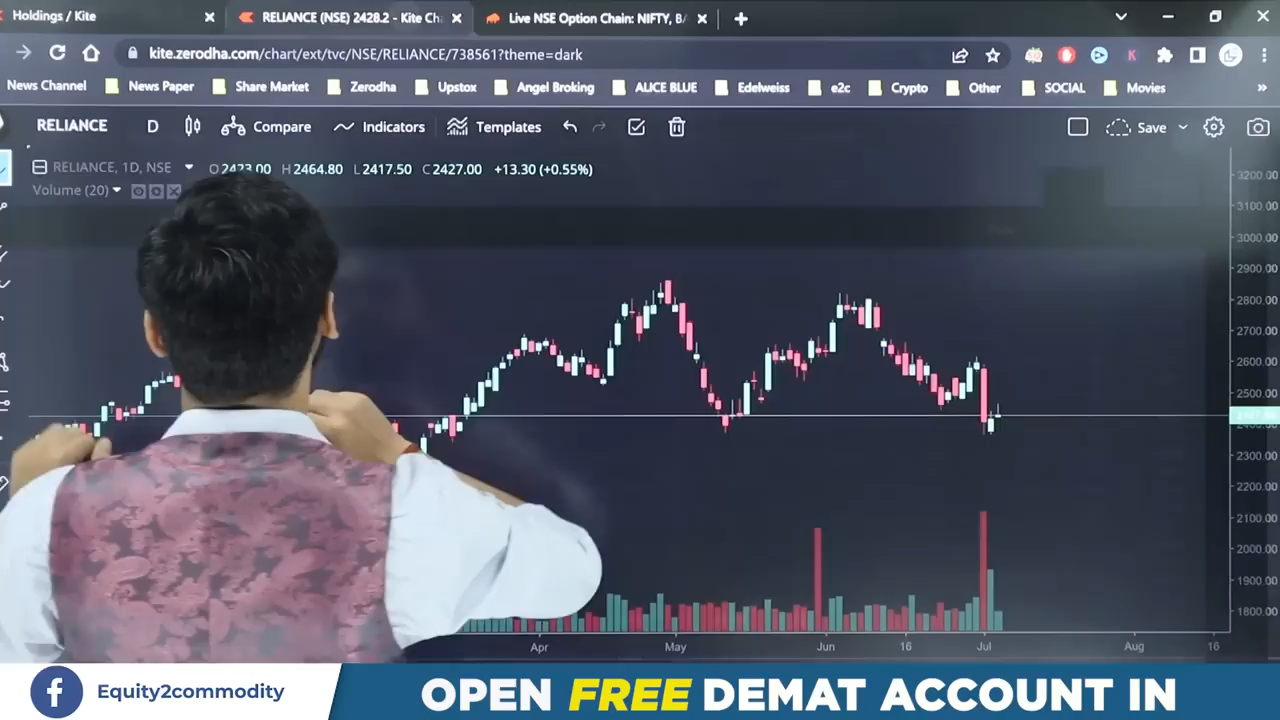 Holdings / Kite
RELIANCE (NSE) 2428.2 - Kite Ch
Live NSE Option Chain: NIFTY, BA
kite.zerodha.com/chart/ext/tvc/NSE/RELIANCE/738561?theme=dark
News Channel News Paper Share Market Zerodha Upstox Angel Broking ALICE BLUE Edelweiss e2c Crypto Other SOCIAL Movies
RELIANCE D Compare Indicators Templates Save
RELIANCE, 1D, NSE O2423.00 H2464.80 L2417.50 C2427.00 +13.30 (+0.55%)
Volume (20)
3200.00
3100.00
3000.00
2900.00
2800.00
2700.00
2600.00
2500.00
2300.00
2200.00
2100.00
2000.00
1900.00
1800.00
Apr May Jun 16 Jul Aug 16
Equity2commodity
OPEN FREE DEMAT ACCOUNT IN